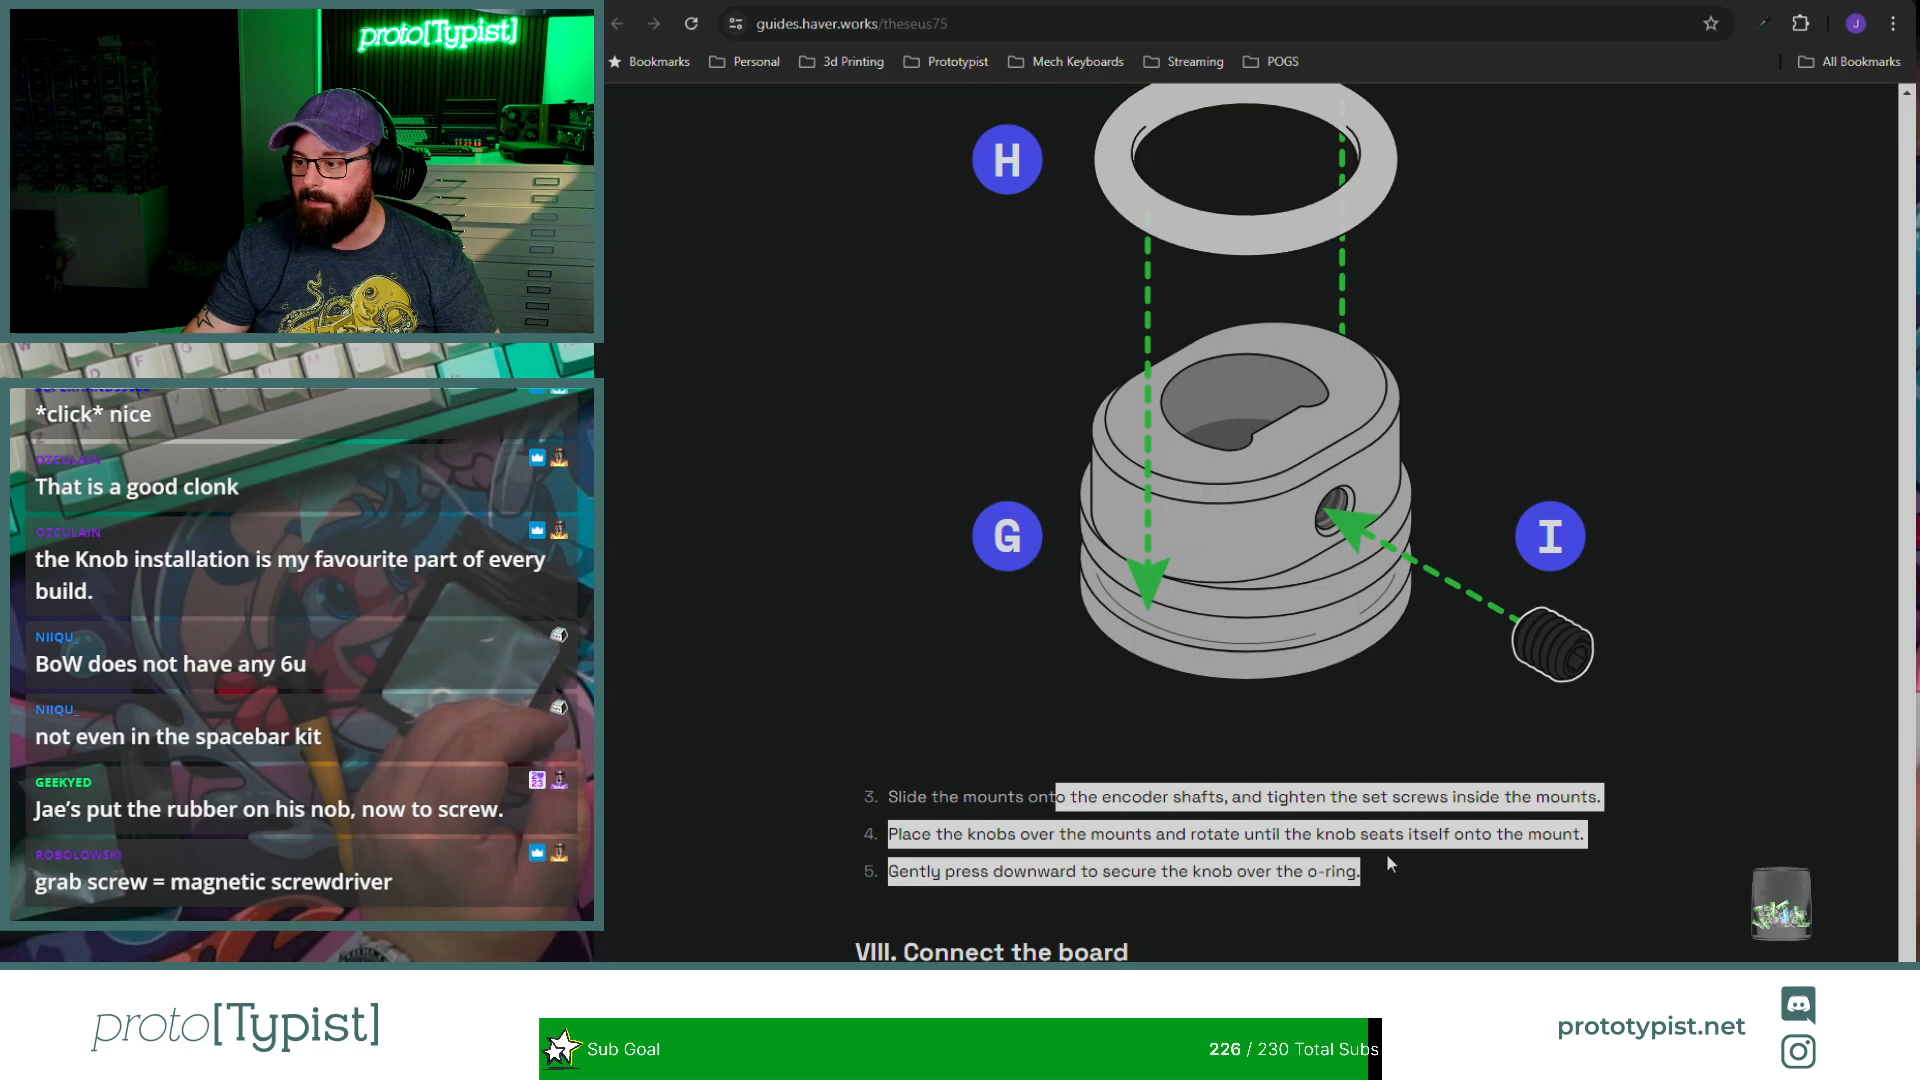 proto[Typist]
guides.haver.works/theseus75
J
Bookmarks
Personal
3d Printing
Prototypist
Mech Keyboards
Streaming
POGS
All Bookmarks
H
G
I
*click* nice
OZCULAIN
That is a good clonk
OZCULAIN
the Knob installation is my favourite part of every
build.
NIIQU_
BoW does not have any 6u
NIIQU_
not even in the spacebar kit
GEEKYED
Jae's put the rubber on his nob, now to screw.
ROBOLOWSKI
grab screw = magnetic screwdriver
3. Slide the mounts onto the encoder shafts, and tighten the set screws inside the mounts.
4. Place the knobs over the mounts and rotate until the knob seats itself onto the mount.
5. Gently press downward to secure the knob over the o-ring.
VIII. Connect the board
proto[Typist]
Sub Goal
226 / 230 Total Subs
prototypist.net